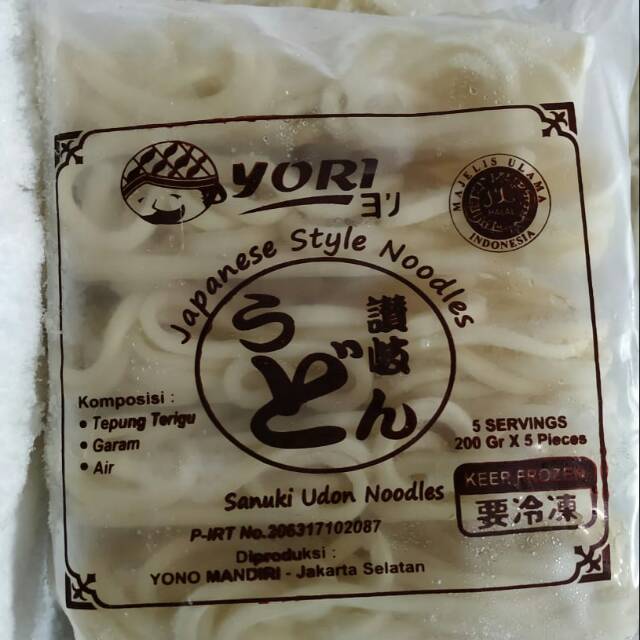 YORI
ヨリ
MAJELIS ULAMA
HALAL
INDONESIA
Japanese Style Noodles
讃岐
うどん
Komposisi :
• Tepung Terigu
• Garam
• Air
5 SERVINGS
200 Gr X 5 Pieces
KEEP FROZEN
要冷凍
Sanuki Udon Noodles
P-IRT No.206317102087
Diproduksi :
YONO MANDIRI - Jakarta Selatan